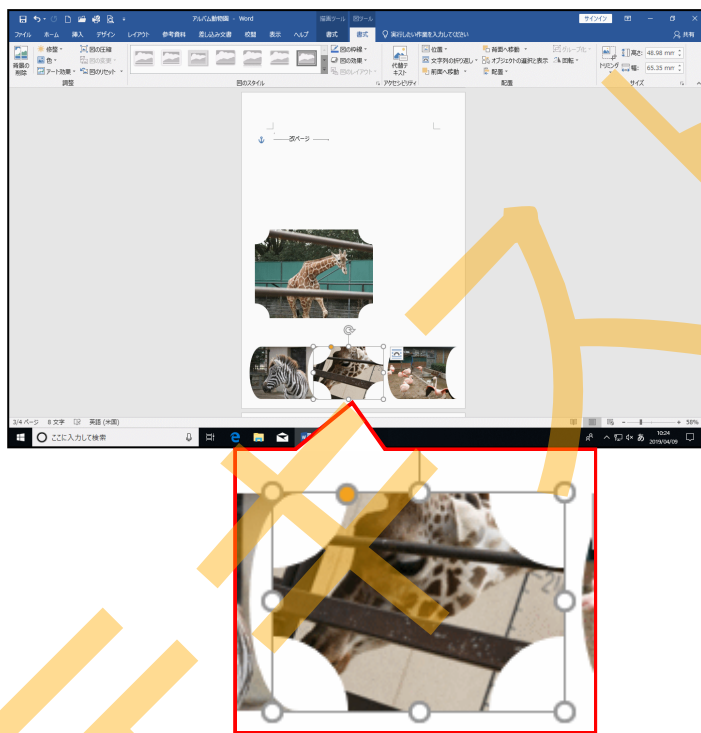 アルバム動物園 - Word
描画ツール 図ツール
サインイン
ファイル ホーム 挿入 デザイン レイアウト 参考資料 差し込み文書 校閲 表示 ヘルプ 書式 書式 実行したい作業を入力してください 共有
背景の削除
修整
色
アート効果
図の圧縮
図の変更
図のリセット
調整
図のスタイル
図の枠線
図の効果
図のレイアウト
代替テキスト
アクセシビリティ
位置
文字列の折り返し
前面へ移動
背面へ移動
オブジェクトの選択と表示
配置
グループ化
回転
配置
トリミング
高さ: 48.98 mm
幅: 65.25 mm
サイズ
改ページ
3/4 ページ 8 文字 英語 (米国)
58%
ここに入力して検索
あ
10:24
2019/04/09